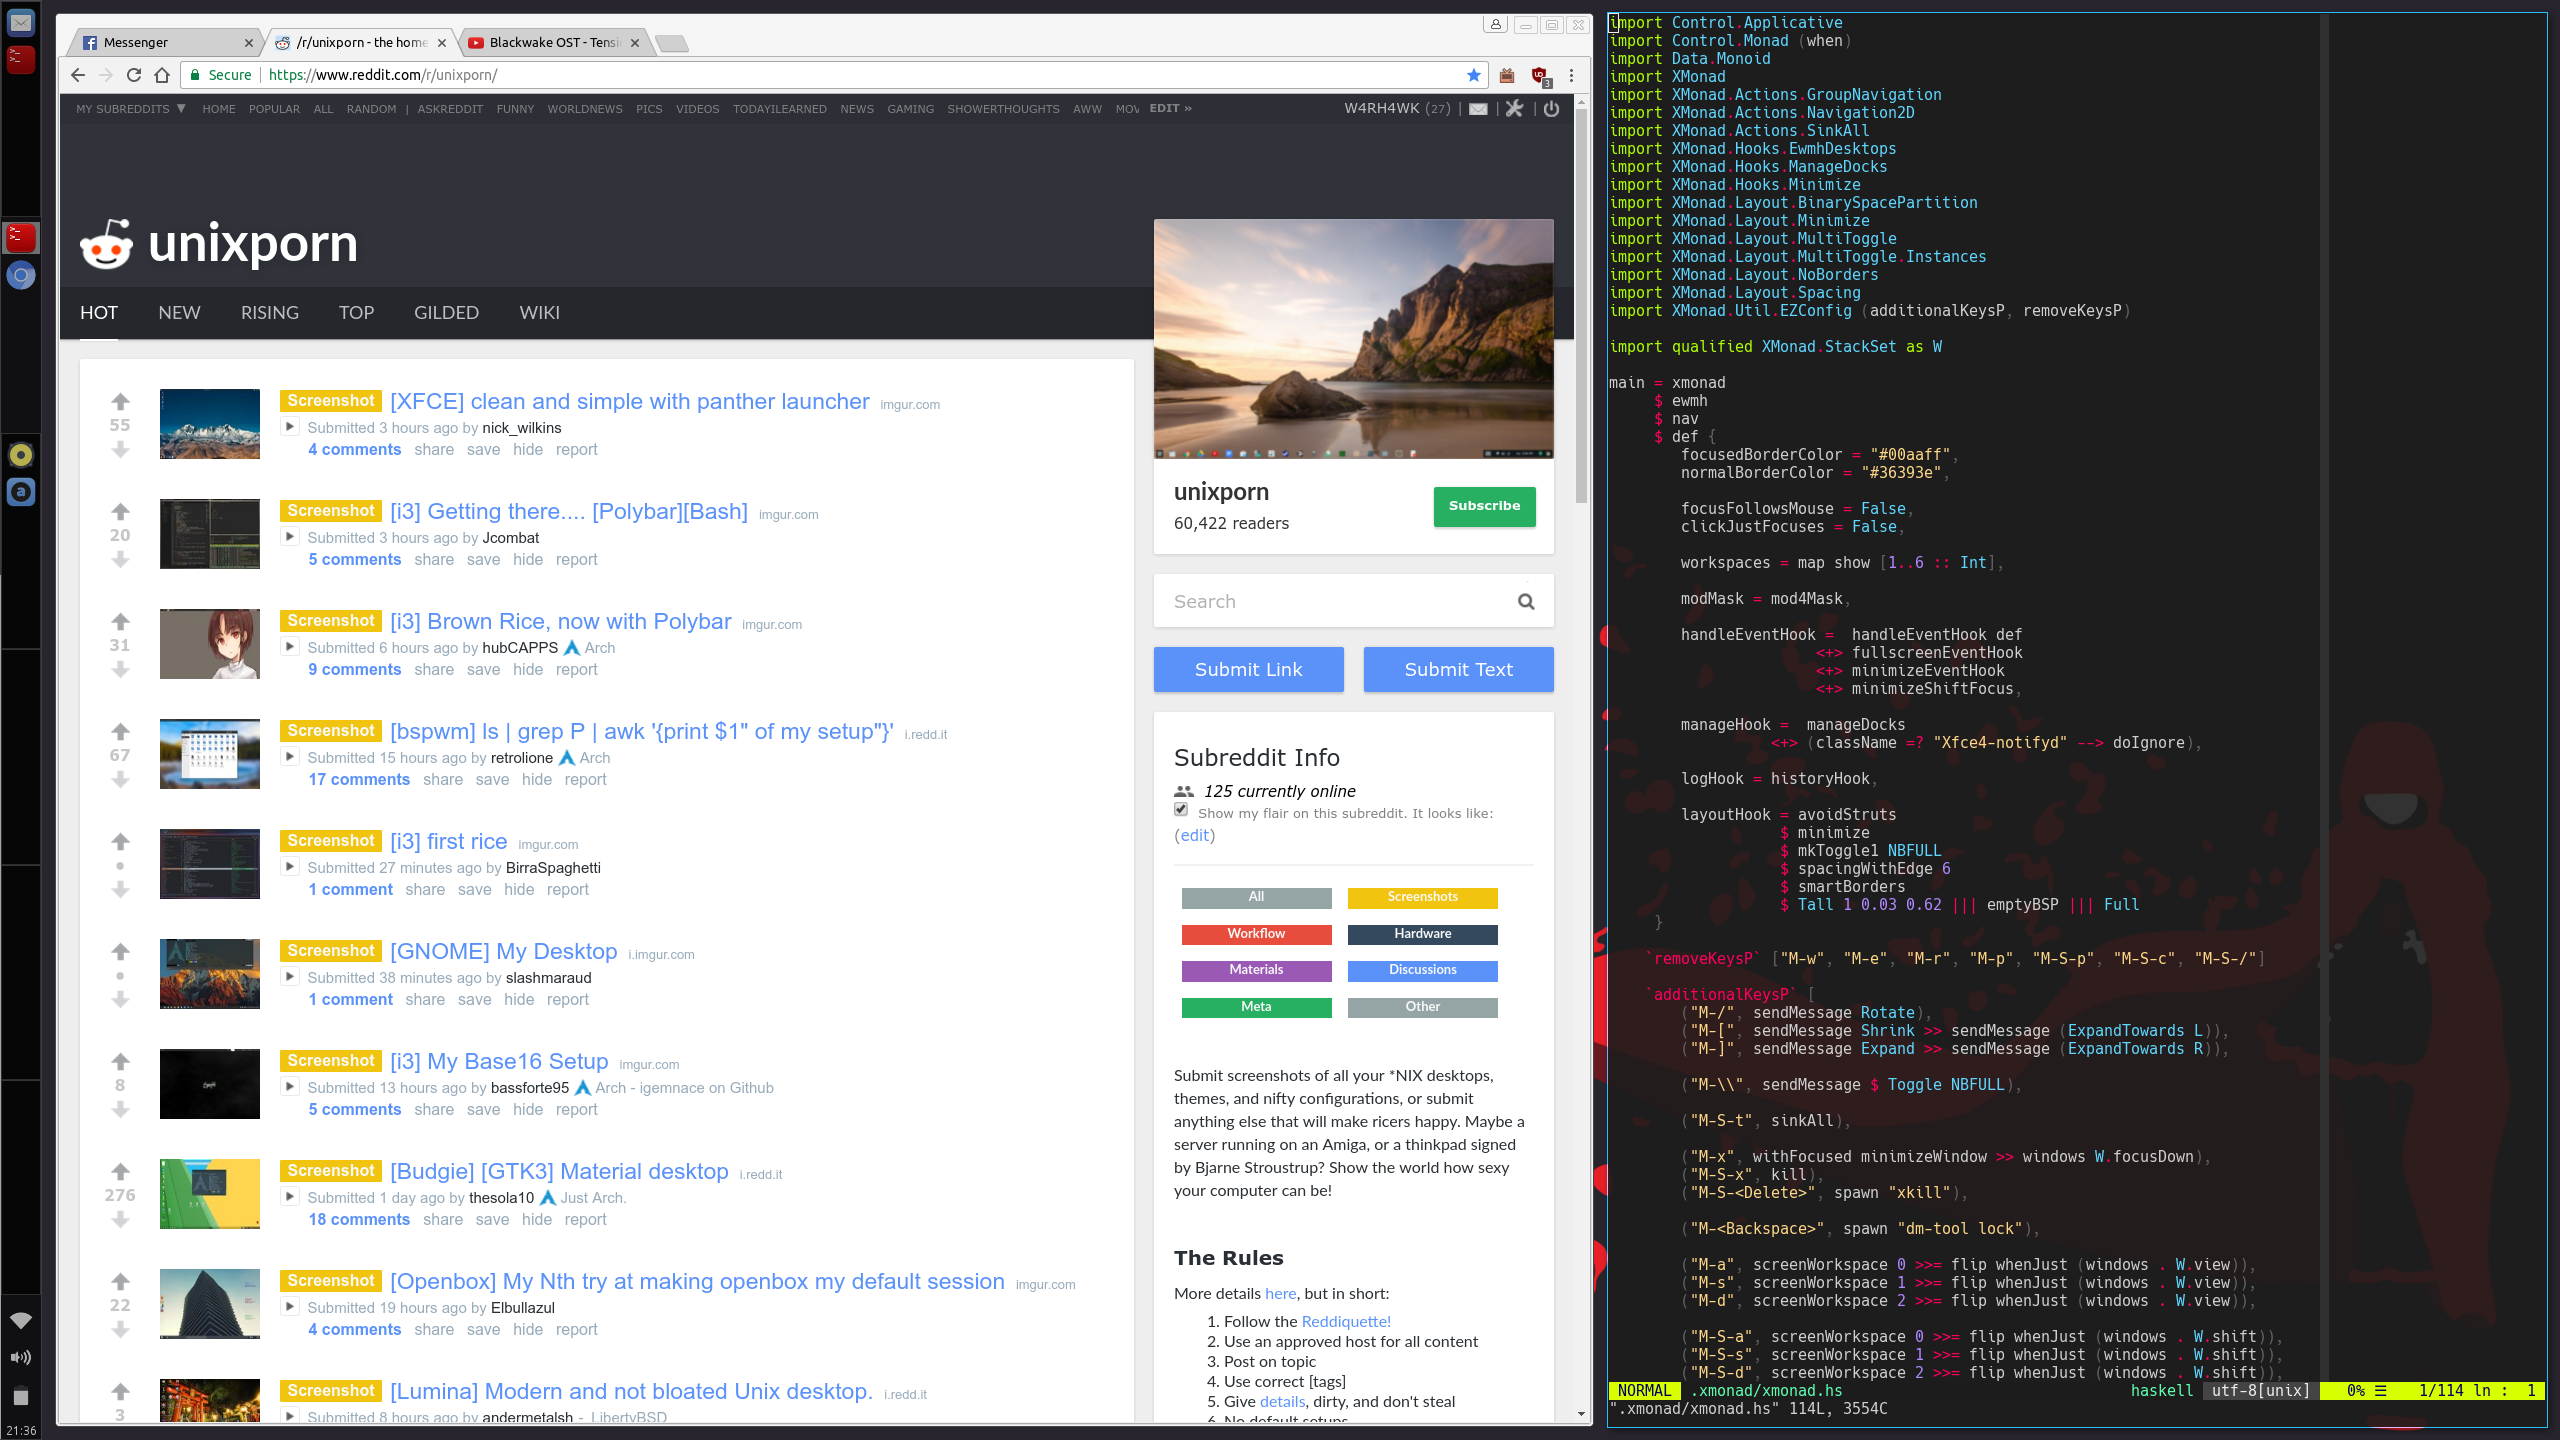 Messenger
/r/unixporn - the home
Blackwake OST - Tensi
Secure
https://www.reddit.com/r/unixporn/
MY SUBREDDITS ▼ HOME POPULAR ALL RANDOM | ASKREDDIT FUNNY WORLDNEWS PICS VIDEOS TODAYILEARNED NEWS GAMING SHOWERTHOUGHTS AWW MOV EDIT »
W4RH4WK (27) | | |
unixporn
HOT NEW RISING TOP GILDED WIKI
55
Screenshot [XFCE] clean and simple with panther launcher imgur.com
Submitted 3 hours ago by nick_wilkins
4 comments share save hide report
20
Screenshot [i3] Getting there.... [Polybar][Bash] imgur.com
Submitted 3 hours ago by Jcombat
5 comments share save hide report
31
Screenshot [i3] Brown Rice, now with Polybar imgur.com
Submitted 6 hours ago by hubCAPPS Arch
9 comments share save hide report
67
Screenshot [bspwm] ls | grep P | awk '{print $1" of my setup"}' i.redd.it
Submitted 15 hours ago by retrolione Arch
17 comments share save hide report
•
Screenshot [i3] first rice imgur.com
Submitted 27 minutes ago by BirraSpaghetti
1 comment share save hide report
•
Screenshot [GNOME] My Desktop i.imgur.com
Submitted 38 minutes ago by slashmaraud
1 comment share save hide report
8
Screenshot [i3] My Base16 Setup imgur.com
Submitted 13 hours ago by bassforte95 Arch - igemnace on Github
5 comments share save hide report
276
Screenshot [Budgie] [GTK3] Material desktop i.redd.it
Submitted 1 day ago by thesola10 Just Arch.
18 comments share save hide report
22
Screenshot [Openbox] My Nth try at making openbox my default session imgur.com
Submitted 19 hours ago by Elbullazul
4 comments share save hide report
3
Screenshot [Lumina] Modern and not bloated Unix desktop. i.redd.it
Submitted 8 hours ago by andermetalsh - LibertyBSD
unixporn
60,422 readers
Subscribe
Search
Submit Link
Submit Text
Subreddit Info
125 currently online
Show my flair on this subreddit. It looks like:
(edit)
All Screenshots
Workflow Hardware
Materials Discussions
Meta Other
Submit screenshots of all your *NIX desktops,
themes, and nifty configurations, or submit
anything else that will make ricers happy. Maybe a
server running on an Amiga, or a thinkpad signed
by Bjarne Stroustrup? Show the world how sexy
your computer can be!
The Rules
More details here, but in short:
1. Follow the Reddiquette!
2. Use an approved host for all content
3. Post on topic
4. Use correct [tags]
5. Give details, dirty, and don't steal
6. No default setups
import Control.Applicative
import Control.Monad (when)
import Data.Monoid
import XMonad
import XMonad.Actions.GroupNavigation
import XMonad.Actions.Navigation2D
import XMonad.Actions.SinkAll
import XMonad.Hooks.EwmhDesktops
import XMonad.Hooks.ManageDocks
import XMonad.Hooks.Minimize
import XMonad.Layout.BinarySpacePartition
import XMonad.Layout.Minimize
import XMonad.Layout.MultiToggle
import XMonad.Layout.MultiToggle.Instances
import XMonad.Layout.NoBorders
import XMonad.Layout.Spacing
import XMonad.Util.EZConfig (additionalKeysP, removeKeysP)
import qualified XMonad.StackSet as W
main = xmonad
$ ewmh
$ nav
$ def {
focusedBorderColor = "#00aaff",
normalBorderColor = "#36393e",
focusFollowsMouse = False,
clickJustFocuses = False,
workspaces = map show [1..6 :: Int],
modMask = mod4Mask,
handleEventHook = handleEventHook def
<+> fullscreenEventHook
<+> minimizeEventHook
<+> minimizeShiftFocus,
manageHook = manageDocks
<+> (className =? "Xfce4-notifyd" --> doIgnore),
logHook = historyHook,
layoutHook = avoidStruts
$ minimize
$ mkToggle1 NBFULL
$ spacingWithEdge 6
$ smartBorders
$ Tall 1 0.03 0.62 ||| emptyBSP ||| Full
}
`removeKeysP` ["M-w", "M-e", "M-r", "M-p", "M-S-p", "M-S-c", "M-S-/"]
`additionalKeysP` [
("M-/", sendMessage Rotate),
("M-[", sendMessage Shrink >> sendMessage (ExpandTowards L)),
("M-]", sendMessage Expand >> sendMessage (ExpandTowards R)),
("M-\\", sendMessage $ Toggle NBFULL),
("M-S-t", sinkAll),
("M-x", withFocused minimizeWindow >> windows W.focusDown),
("M-S-x", kill),
("M-S-<Delete>", spawn "xkill"),
("M-<Backspace>", spawn "dm-tool lock"),
("M-a", screenWorkspace 0 >>= flip whenJust (windows . W.view)),
("M-s", screenWorkspace 1 >>= flip whenJust (windows . W.view)),
("M-d", screenWorkspace 2 >>= flip whenJust (windows . W.view)),
("M-S-a", screenWorkspace 0 >>= flip whenJust (windows . W.shift)),
("M-S-s", screenWorkspace 1 >>= flip whenJust (windows . W.shift)),
("M-S-d", screenWorkspace 2 >>= flip whenJust (windows . W.shift)),
NORMAL .xmonad/xmonad.hs haskell utf-8[unix] 0% ☰ 1/114 ln : 1
".xmonad/xmonad.hs" 114L, 3554C
21:36